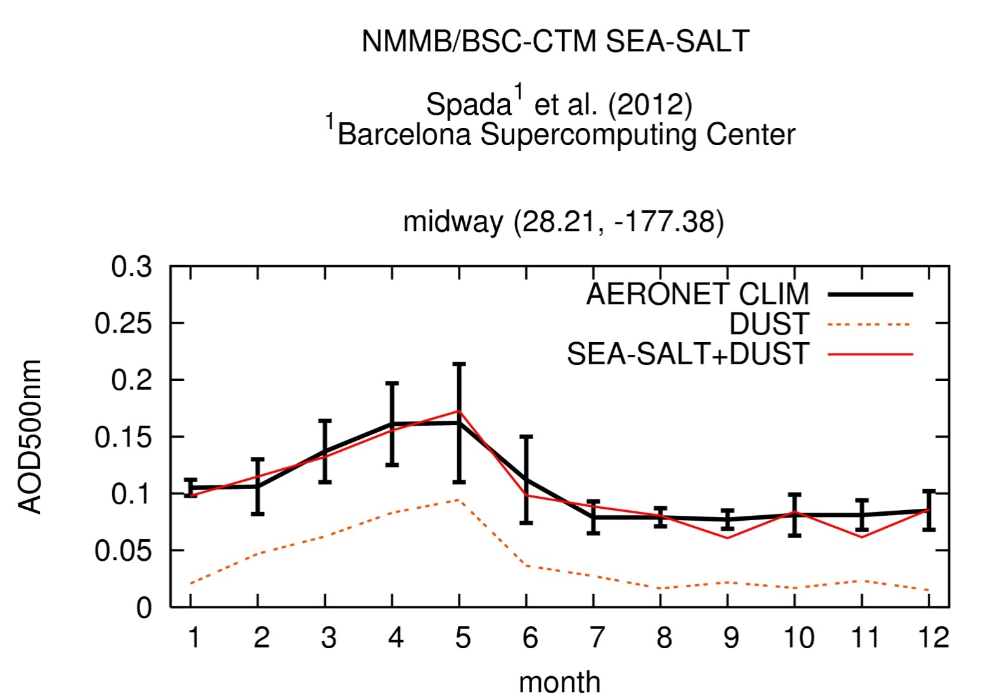 NMMB/BSC-CTM SEA-SALT
Spada¹ et al. (2012)
¹Barcelona Supercomputing Center
midway (28.21, -177.38)
AERONET CLIM
DUST
SEA-SALT+DUST
AOD500nm
0.3
0.25
0.2
0.15
0.1
0.05
0
1 2 3 4 5 6 7 8 9 10 11 12
month